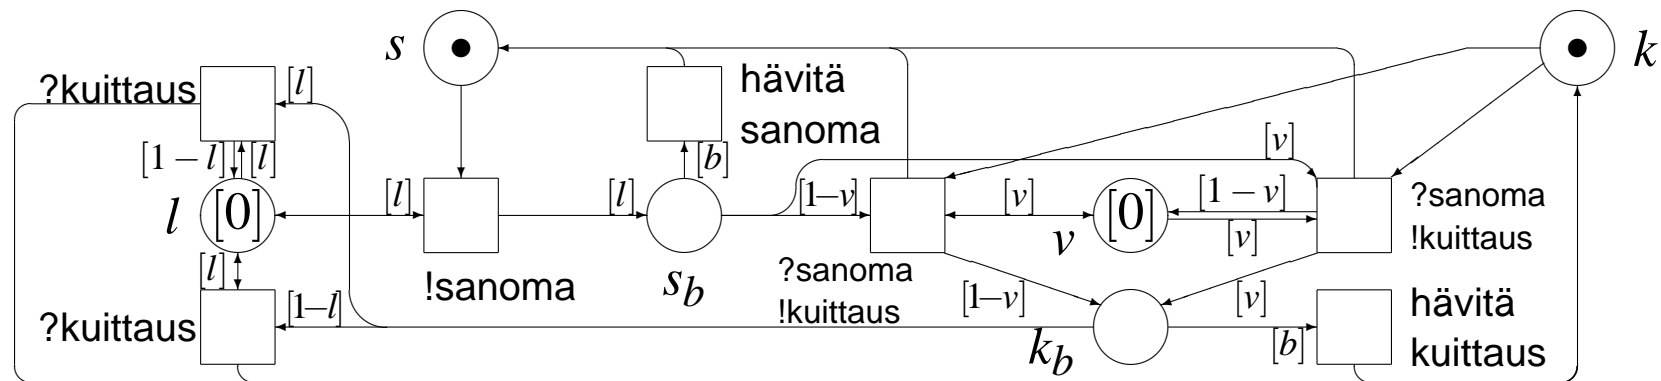 s
k
?kuittaus
[l]
hävitä
sanoma
[1 – l]
[l]
[b]
[v]
l
[0]
[l]
[l]
[1–v]
[v]
v
[0]
[1 – v]
[v]
?sanoma
!kuittaus
[l]
!sanoma
s_b
?sanoma
!kuittaus
[1–v]
[v]
?kuittaus
[1–l]
k_b
[b]
hävitä
kuittaus